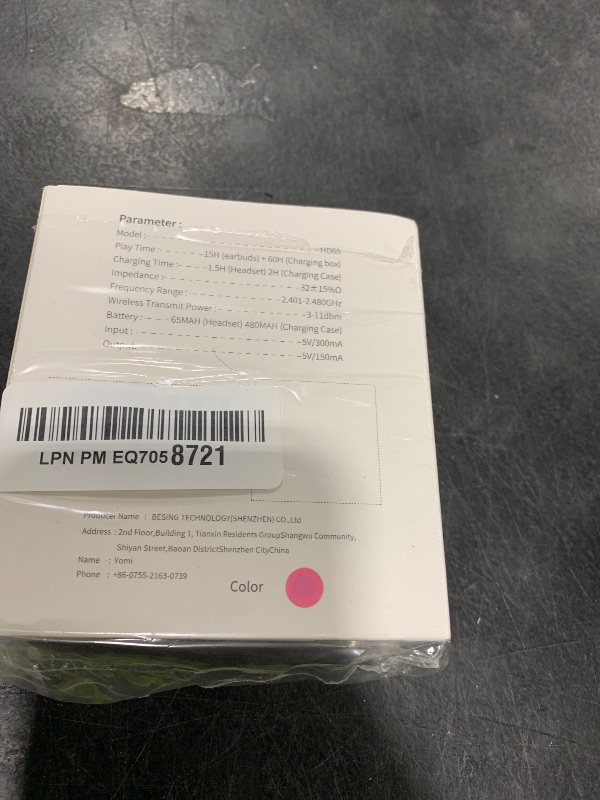 Parameter :
Model : HD65
Play Time : 15H (earbuds) + 60H (Charging box)
Charging Time : 1.5H (Headset) 2H (Charging Case)
Impedance : 32±15%Ω
Frequency Range : 2.401-2.480GHz
Wireless Transmit Power : -3-11dbm
Battery : 65MAH (Headset) 480MAH (Charging Case)
Input : 5V/300mA
Output: 5V/150mA
LPN PM EQ7058721
Producer Name : BESING TECHNOLOGY(SHENZHEN) CO.,Ltd
Address : 2nd Floor,Building 1, Tianxin Residents GroupShangwu Community,
Shiyan Street,Baoan DistrictShenzhen CityChina
Name : Yomi
Phone : +86-0755-2163-0739
Color